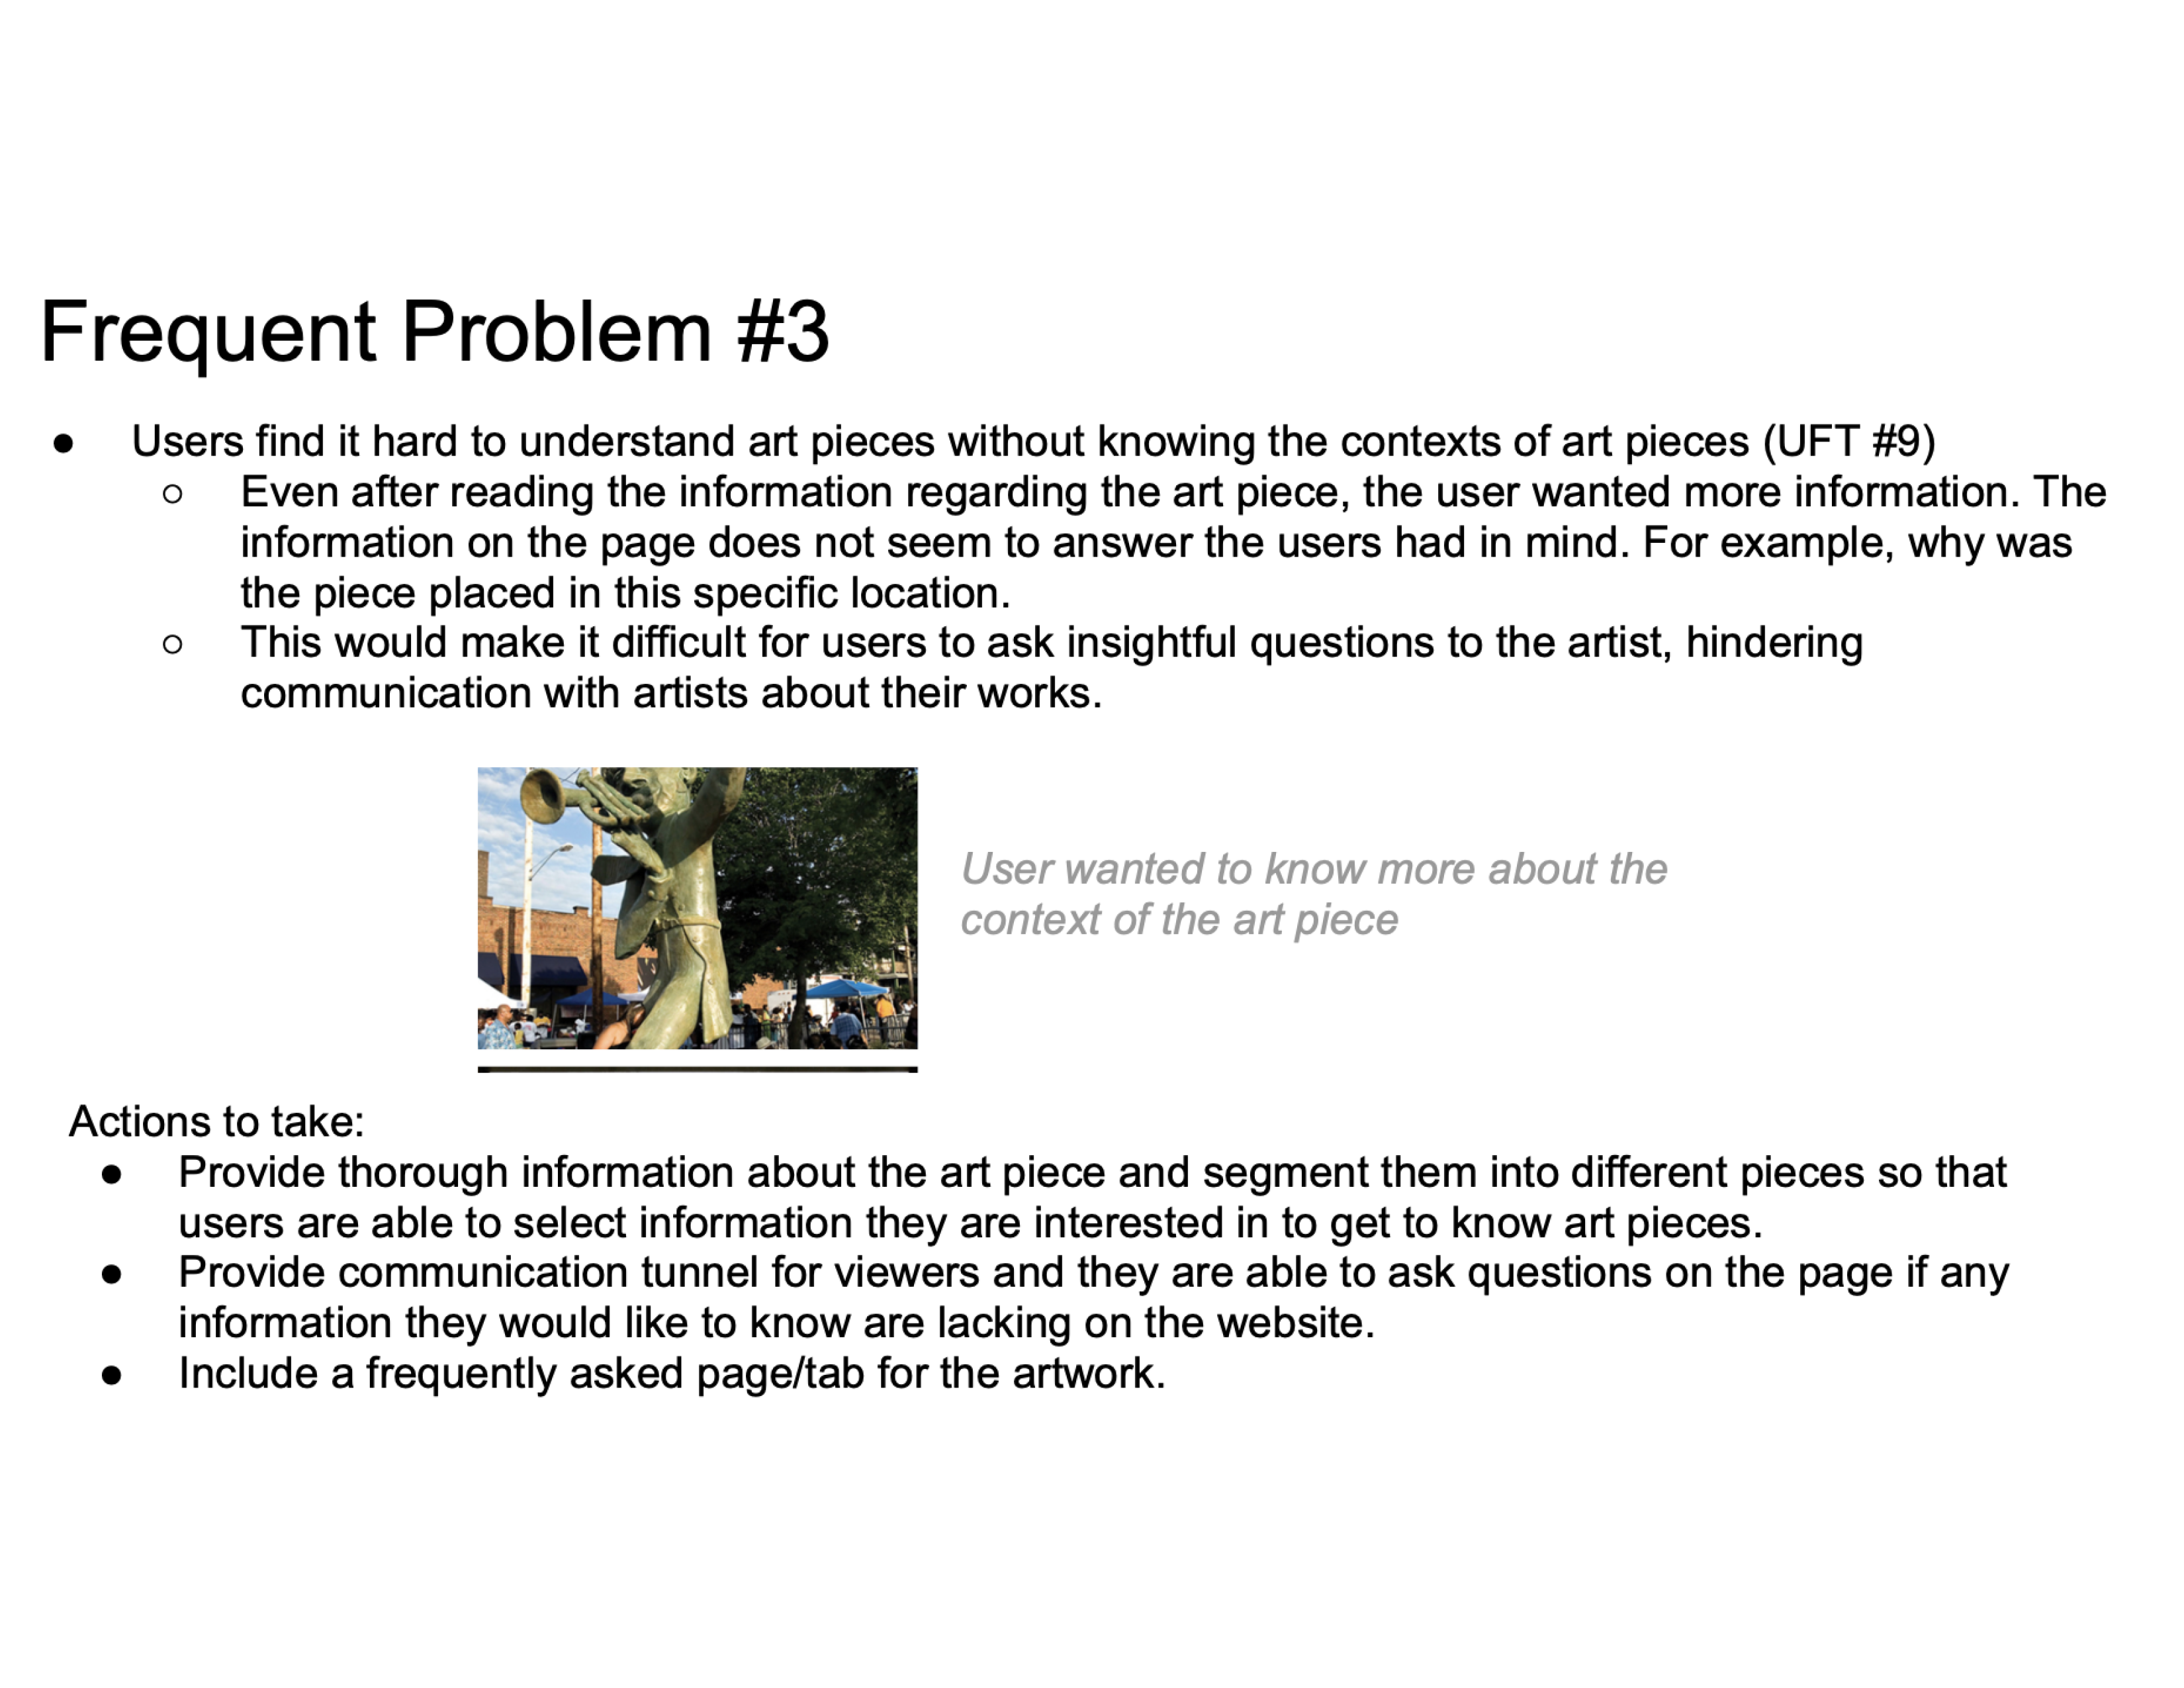 Frequent Problem #3
● Users find it hard to understand art pieces without knowing the contexts of art pieces (UFT #9)
○ Even after reading the information regarding the art piece, the user wanted more information. The
information on the page does not seem to answer the users had in mind. For example, why was
the piece placed in this specific location.
○ This would make it difficult for users to ask insightful questions to the artist, hindering
communication with artists about their works.
User wanted to know more about the
context of the art piece
Actions to take:
● Provide thorough information about the art piece and segment them into different pieces so that
users are able to select information they are interested in to get to know art pieces.
● Provide communication tunnel for viewers and they are able to ask questions on the page if any
information they would like to know are lacking on the website.
● Include a frequently asked page/tab for the artwork.